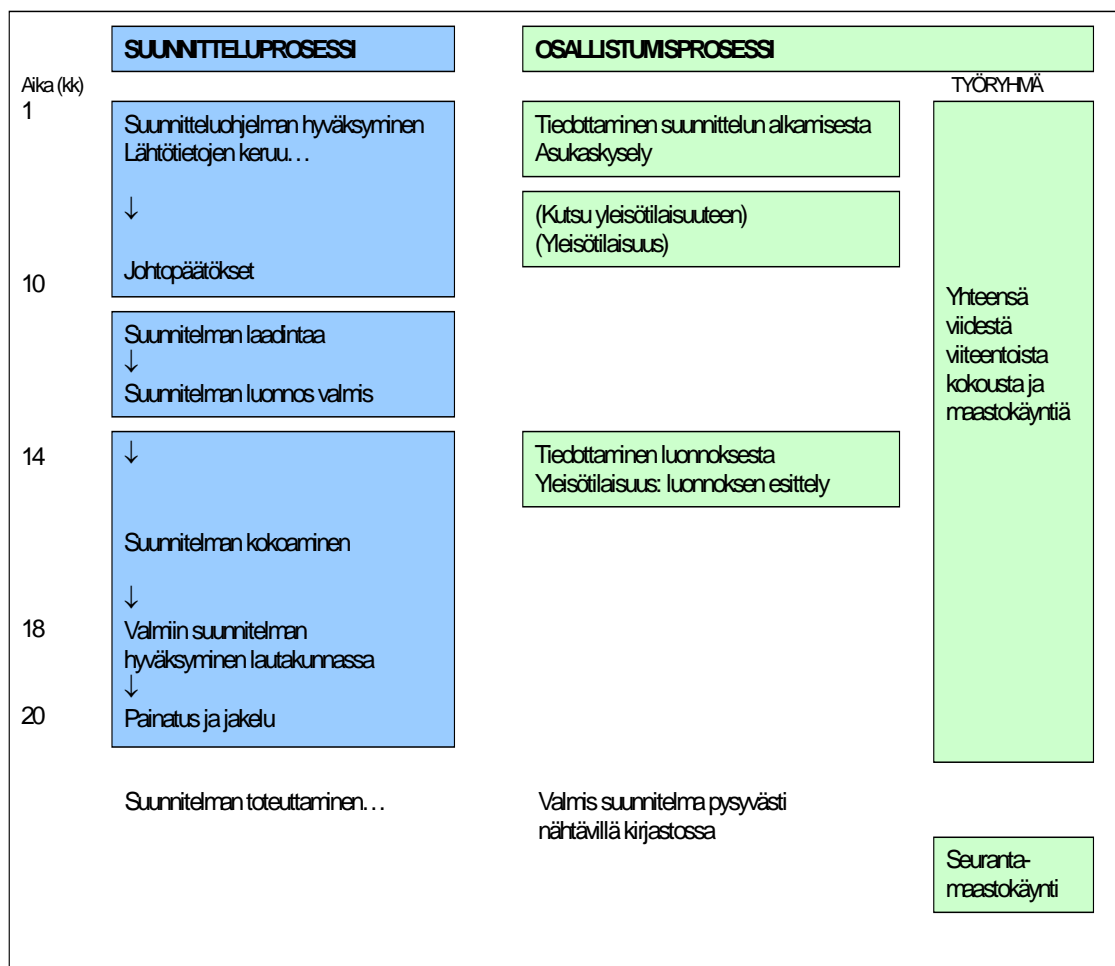 SUUNNITTELUPROSESSI
OSALLISTUMISPROSESSI
Aika (kk)
TYÖRYHMÄ
1
Suunnitteluohjelman hyväksyminen
Lähtötietojen keruu…
↓
Johtopäätökset
Tiedottaminen suunnittelun alkamisesta
Asukaskysely
(Kutsu yleisötilaisuuteen)
(Yleisötilaisuus)
10
Yhteensä
viidestä
viiteentoista
kokousta ja
maastokäyntiä
Suunnitelman laadintaa
↓
Suunnitelman luonnos valmis
14
↓
Tiedottaminen luonnoksesta
Yleisötilaisuus: luonnoksen esittely
Suunnitelman kokoaminen
↓
18
Valmiin suunnitelman
hyväksyminen lautakunnassa
↓
20
Painatus ja jakelu
Suunnitelman toteuttaminen…
Valmis suunnitelma pysyvästi
nähtävillä kirjastossa
Seuranta-
maastokäynti